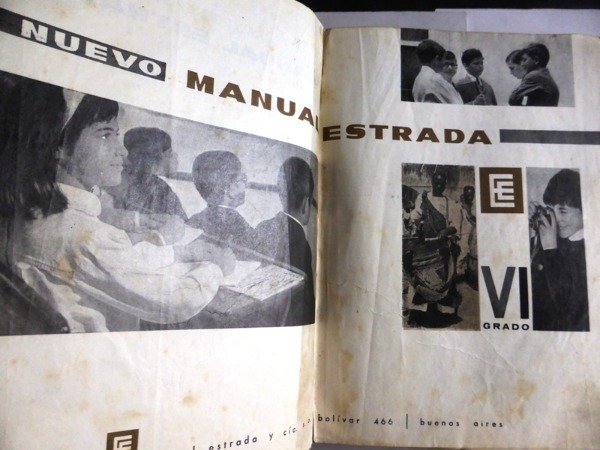 NUEVO
MANUAL
ESTRADA
E
VI
GRADO
estrada y cía. s.a.
bolívar 466 | buenos aires